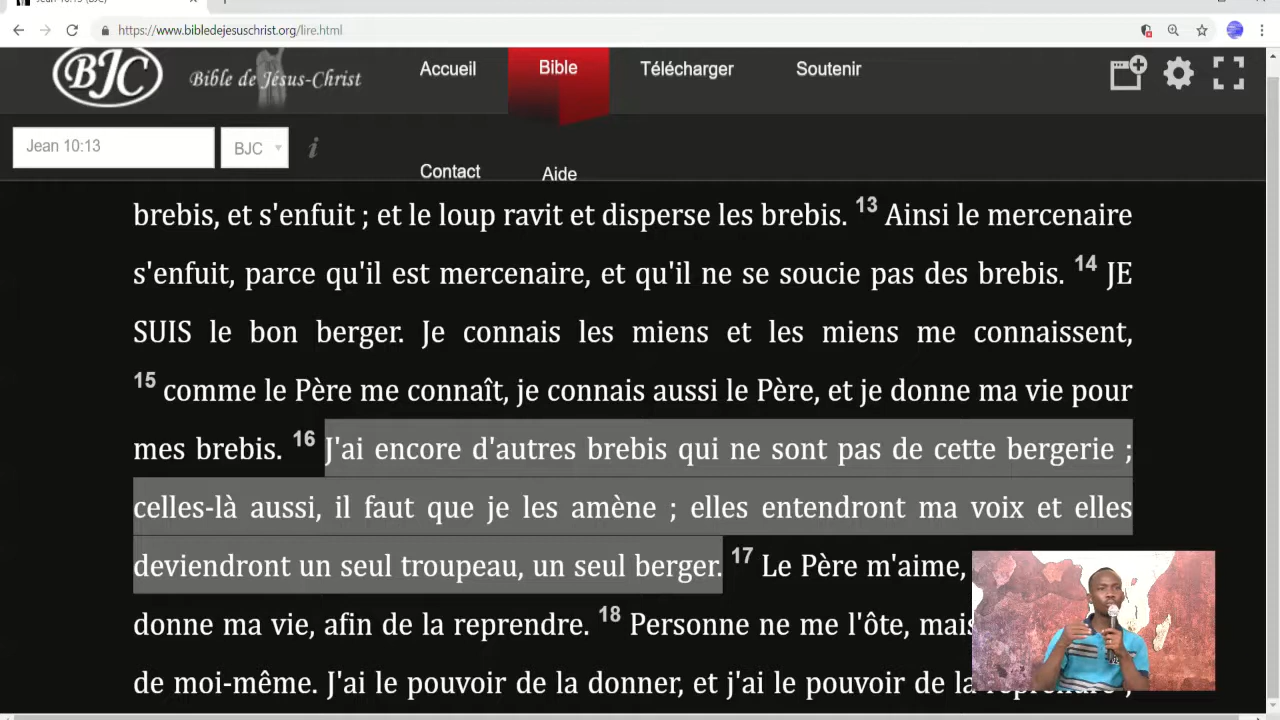 Jean 10:13 (BJC)
https://www.bibledejesuschrist.org/lire.html
BJC Bible de Jésus-Christ Accueil Bible Télécharger Soutenir
Jean 10:13 BJC i
Contact Aide
brebis, et s'enfuit ; et le loup ravit et disperse les brebis. 13 Ainsi le mercenaire
s'enfuit, parce qu'il est mercenaire, et qu'il ne se soucie pas des brebis. 14 JE
SUIS le bon berger. Je connais les miens et les miens me connaissent,
15 comme le Père me connaît, je connais aussi le Père, et je donne ma vie pour
mes brebis. 16 J'ai encore d'autres brebis qui ne sont pas de cette bergerie ;
celles-là aussi, il faut que je les amène ; elles entendront ma voix et elles
deviendront un seul troupeau, un seul berger. 17 Le Père m'aime,
donne ma vie, afin de la reprendre. 18 Personne ne me l'ôte, mais
de moi-même. J'ai le pouvoir de la donner, et j'ai le pouvoir de la